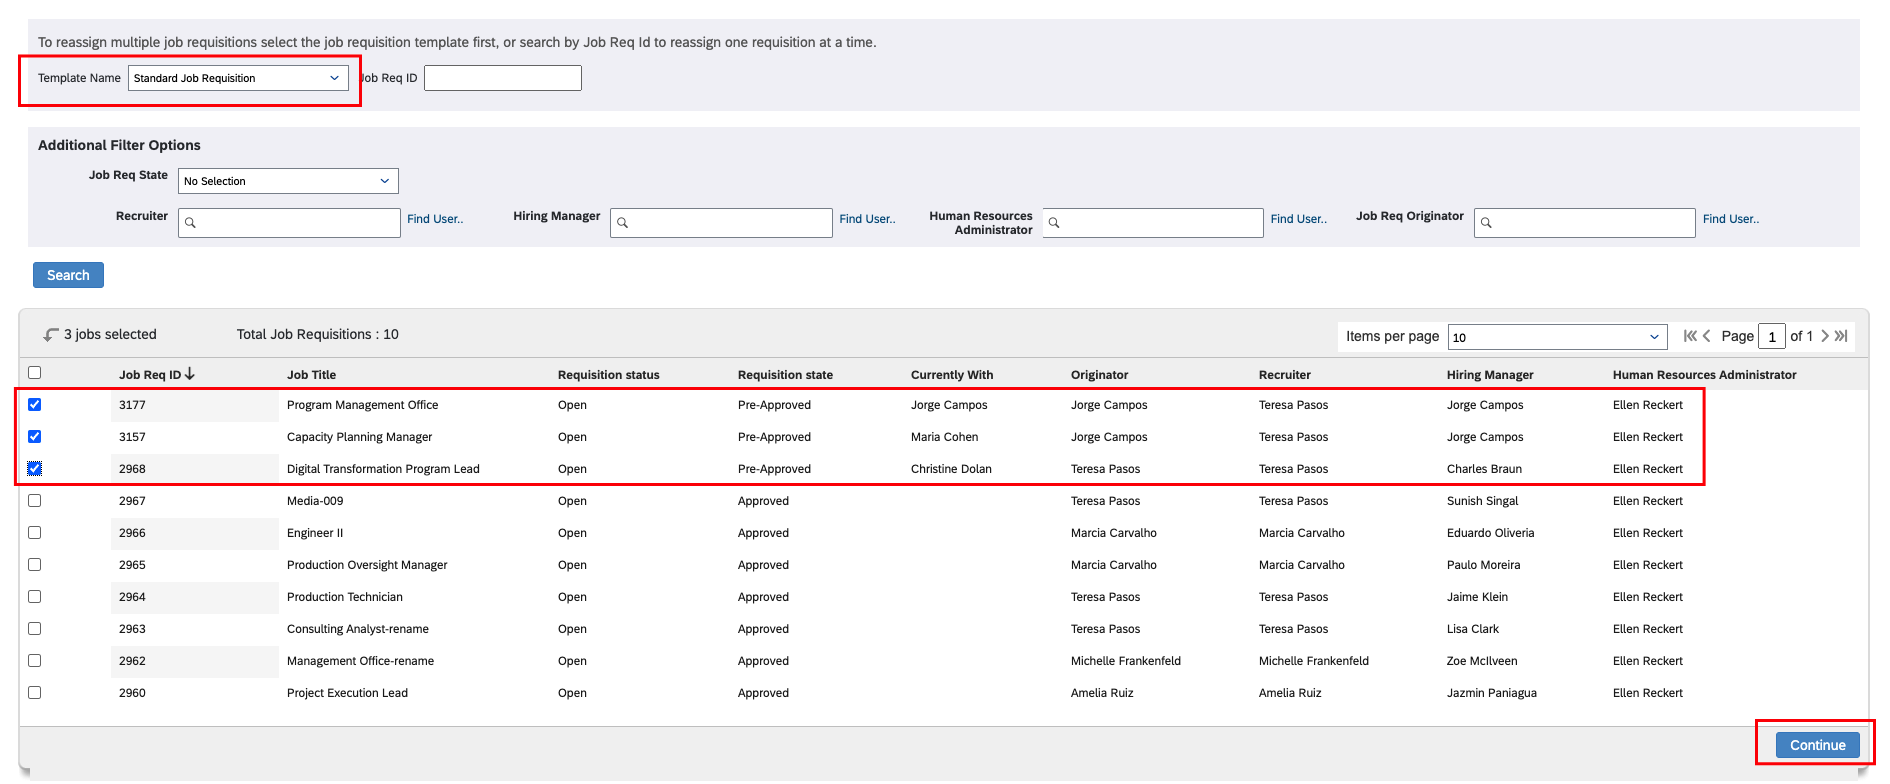 To reassign multiple job requisitions select the job requisition template first, or search by Job Req Id to reassign one requisition at a time.
Template Name Standard Job Requisition Job Req ID
Additional Filter Options
Job Req State No Selection
Recruiter Find User.. Hiring Manager Find User.. Human Resources Administrator Find User.. Job Req Originator Find User..
Search
3 jobs selected Total Job Requisitions : 10 Items per page 10 Page 1 of 1
Job Req ID Job Title Requisition status Requisition state Currently With Originator Recruiter Hiring Manager Human Resources Administrator
3177 Program Management Office Open Pre-Approved Jorge Campos Jorge Campos Teresa Pasos Jorge Campos Ellen Reckert
3157 Capacity Planning Manager Open Pre-Approved Maria Cohen Jorge Campos Teresa Pasos Jorge Campos Ellen Reckert
2968 Digital Transformation Program Lead Open Pre-Approved Christine Dolan Teresa Pasos Teresa Pasos Charles Braun Ellen Reckert
2967 Media-009 Open Approved Teresa Pasos Teresa Pasos Sunish Singal Ellen Reckert
2966 Engineer II Open Approved Marcia Carvalho Marcia Carvalho Eduardo Oliveria Ellen Reckert
2965 Production Oversight Manager Open Approved Marcia Carvalho Marcia Carvalho Paulo Moreira Ellen Reckert
2964 Production Technician Open Approved Teresa Pasos Teresa Pasos Jaime Klein Ellen Reckert
2963 Consulting Analyst-rename Open Approved Teresa Pasos Teresa Pasos Lisa Clark Ellen Reckert
2962 Management Office-rename Open Approved Michelle Frankenfeld Michelle Frankenfeld Zoe McIlveen Ellen Reckert
2960 Project Execution Lead Open Approved Amelia Ruiz Amelia Ruiz Jazmin Paniagua Ellen Reckert
Continue